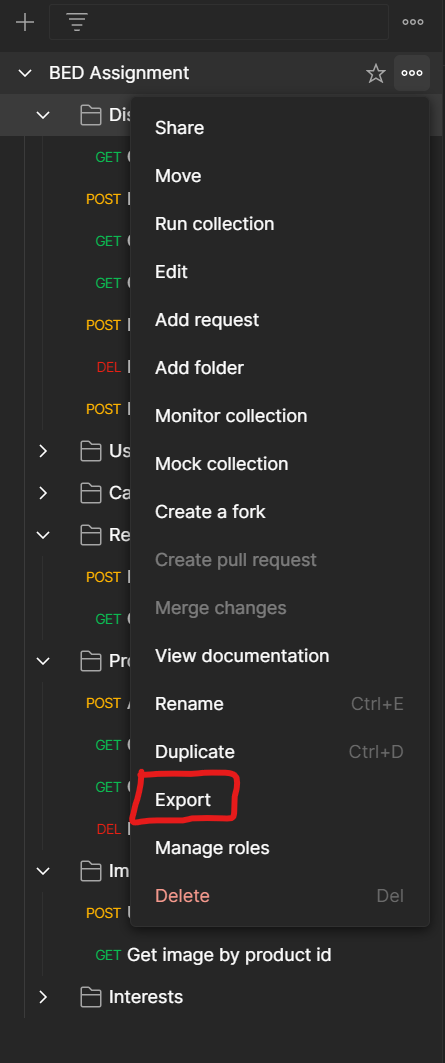 BED Assignment
Share
GET
Move
POST
Run collection
GET
Edit
GET
Add request
POST
Add folder
DEL
Monitor collection
POST
Us
Mock collection
Ca
Create a fork
Re
Create pull request
POST
Merge changes
GET
View documentation
Rename Ctrl+E
POST
Duplicate Ctrl+D
GET
Export
GET
Manage roles
DEL
Delete Del
Im
POST
GET Get image by product id
Interests